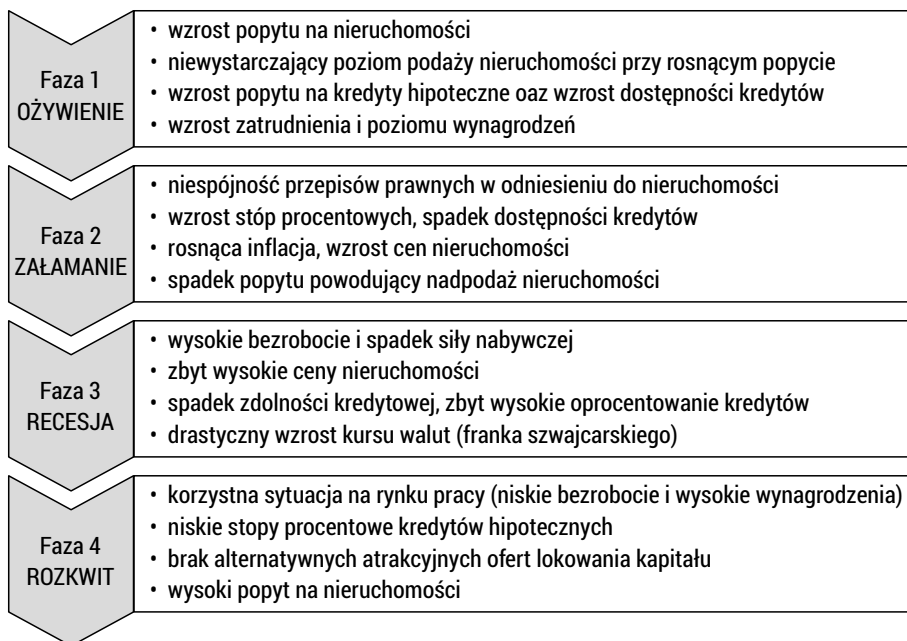 Faza 1
OŻYWIENIE
• wzrost popytu na nieruchomości
• niewystarczający poziom podaży nieruchomości przy rosnącym popycie
• wzrost popytu na kredyty hipoteczne oaz wzrost dostępności kredytów
• wzrost zatrudnienia i poziomu wynagrodzeń
Faza 2
ZAŁAMANIE
• niespójność przepisów prawnych w odniesieniu do nieruchomości
• wzrost stóp procentowych, spadek dostępności kredytów
• rosnąca inflacja, wzrost cen nieruchomości
• spadek popytu powodujący nadpodaż nieruchomości
Faza 3
RECESJA
• wysokie bezrobocie i spadek siły nabywczej
• zbyt wysokie ceny nieruchomości
• spadek zdolności kredytowej, zbyt wysokie oprocentowanie kredytów
• drastyczny wzrost kursu walut (franka szwajcarskiego)
Faza 4
ROZKWIT
• korzystna sytuacja na rynku pracy (niskie bezrobocie i wysokie wynagrodzenia)
• niskie stopy procentowe kredytów hipotecznych
• brak alternatywnych atrakcyjnych ofert lokowania kapitału
• wysoki popyt na nieruchomości